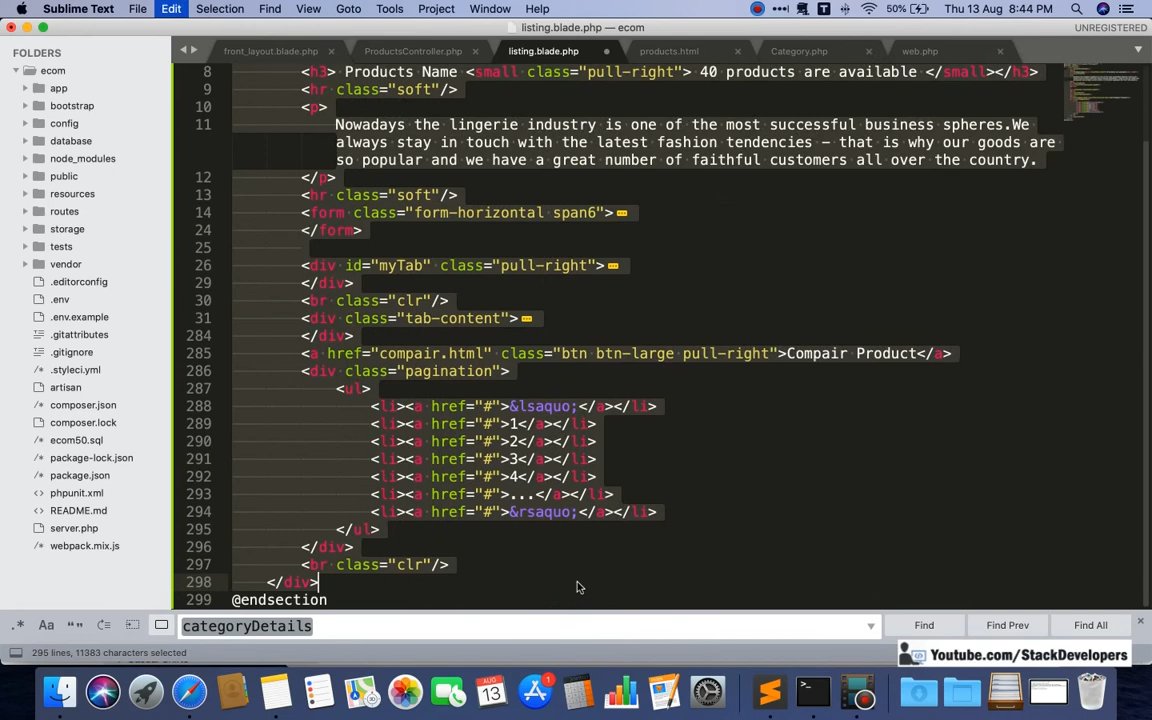 Sublime Text File Edit Selection Find View Goto Tools Project Window Help
50% Thu 13 Aug 8:44 PM
listing.blade.php — ecom
UNREGISTERED
FOLDERS
front_layout.blade.php
ProductsController.php
listing.blade.php
products.html
Category.php
web.php
ecom
app
bootstrap
config
database
node_modules
public
resources
routes
storage
tests
vendor
.editorconfig
.env
.env.example
.gitattributes
.gitignore
.styleci.yml
artisan
composer.json
composer.lock
ecom50.sql
package-lock.json
package.json
phpunit.xml
README.md
server.php
webpack.mix.js
8 <h3> Products Name <small class="pull-right"> 40 products are available </small></h3>
9 <hr class="soft"/>
10 <p>
11 Nowadays the lingerie industry is one of the most successful business spheres.We
always stay in touch with the latest fashion tendencies - that is why our goods are
so popular and we have a great number of faithful customers all over the country.
12 </p>
13 <hr class="soft"/>
14 <form class="form-horizontal span6">
24 </form>
25
26 <div id="myTab" class="pull-right">
29 </div>
30 <br class="clr"/>
31 <div class="tab-content">
284 </div>
285 <a href="compair.html" class="btn btn-large pull-right">Compair Product</a>
286 <div class="pagination">
287 <ul>
288 <li><a href="#">&lsaquo;</a></li>
289 <li><a href="#">1</a></li>
290 <li><a href="#">2</a></li>
291 <li><a href="#">3</a></li>
292 <li><a href="#">4</a></li>
293 <li><a href="#">...</a></li>
294 <li><a href="#">&rsaquo;</a></li>
295 </ul>
296 </div>
297 <br class="clr"/>
298 </div>
299 @endsection
.* Aa categoryDetails Find Find Prev Find All
295 lines, 11383 characters selected
Youtube.com/StackDevelopers